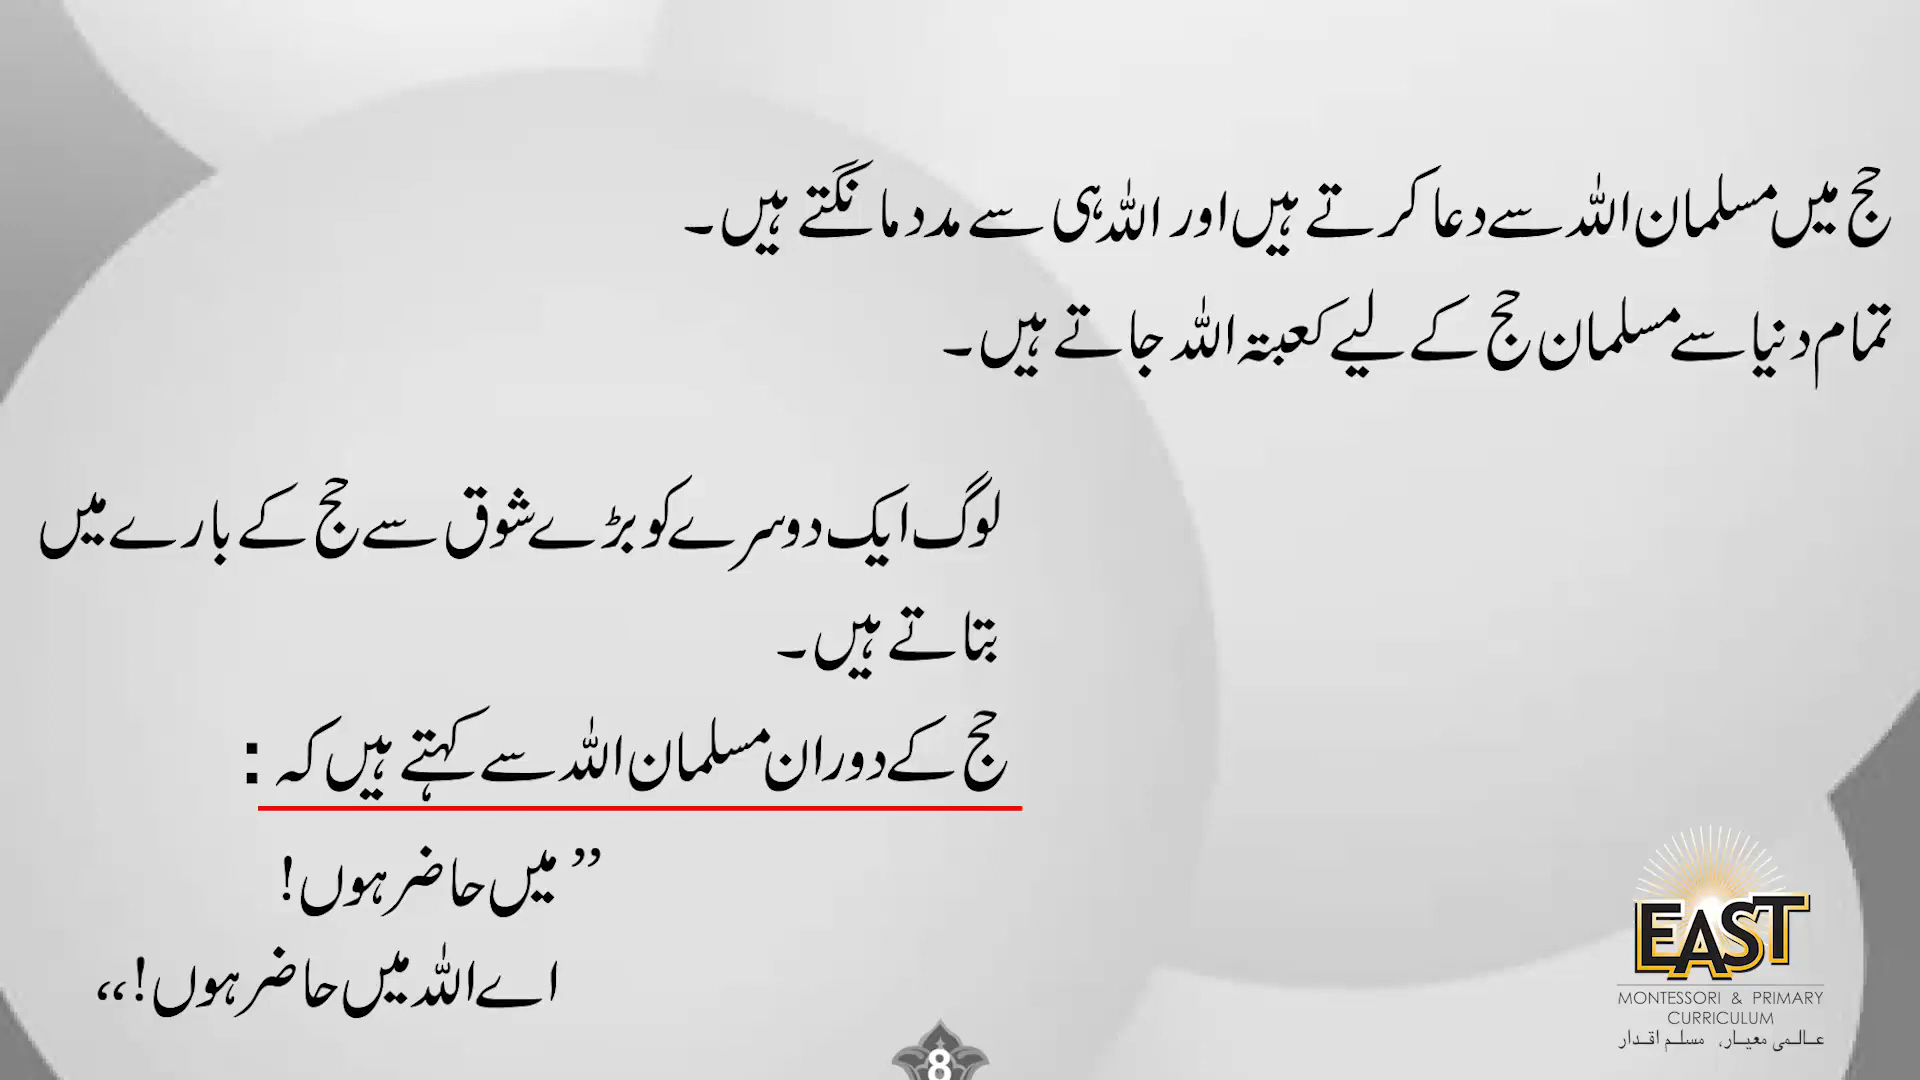 حج میں مسلمان اللہ سے دعا کرتے ہیں اور اللہ ہی سے مدد مانگتے ہیں۔
تمام دنیا سے مسلمان حج کے لیے کعبتہ اللہ جاتے ہیں۔
لوگ ایک دوسرے کو بڑے شوق سے حج کے بارے میں
بتاتے ہیں۔
حج کے دوران مسلمان اللہ سے کہتے ہیں کہ :
”میں حاضر ہوں!
اے اللہ میں حاضر ہوں!“
EAST
MONTESSORI & PRIMARY
CURRICULUM
عالمی معیار، مسلم اقدار
8